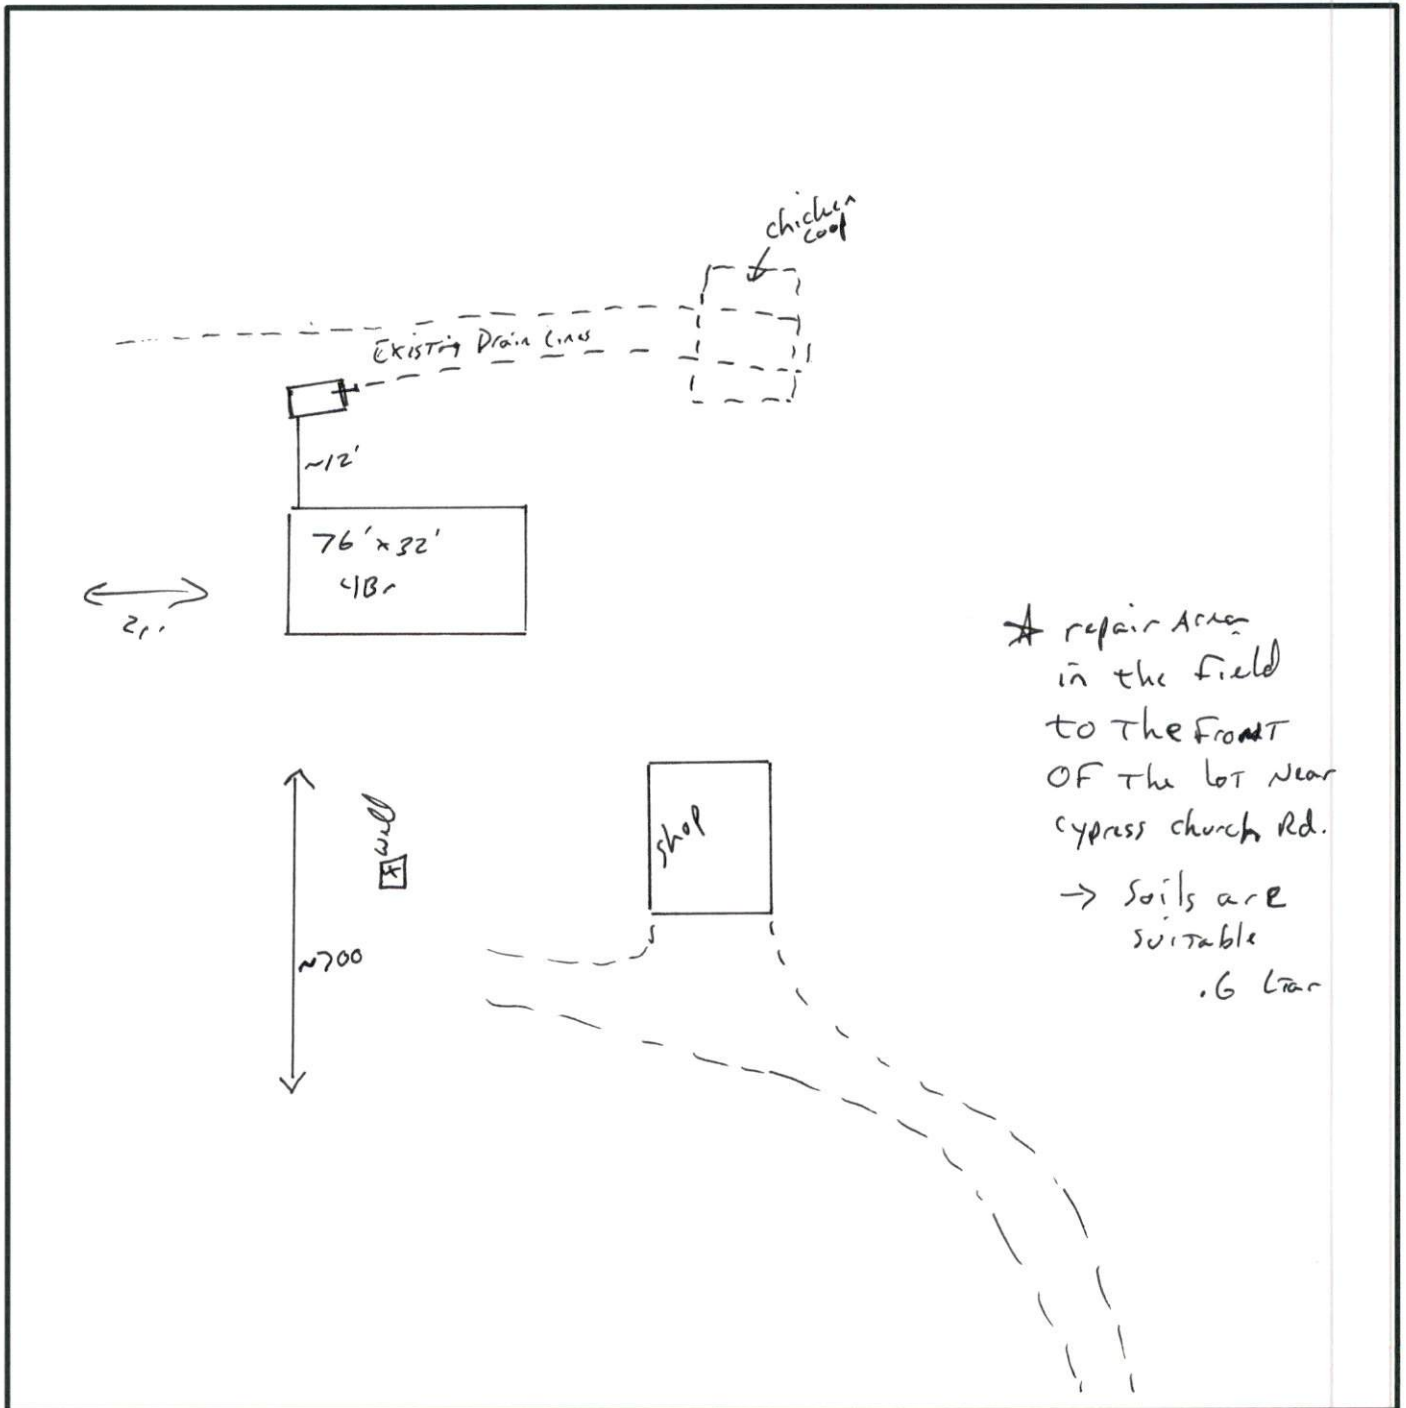 chicken
coop
Existing Drain Lines
~12'
76' x 32'
4Br
well
shop
~700
★ repair Area
in the field
to The Front
OF The LOT Near
Cypress church Rd.
→ Soils are
suitable
.6 Ltar